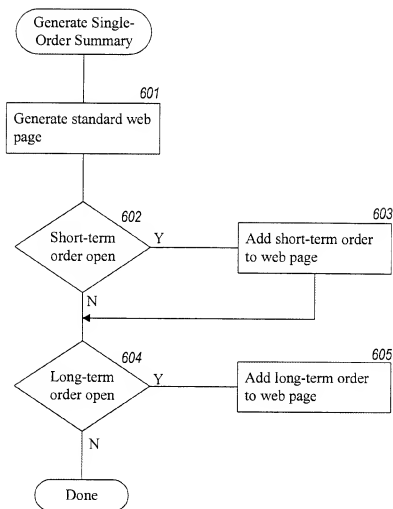 Generate Single-
Order Summary
601
Generate standard web
page
602
Short-term
order open
Y
N
603
Add short-term order
to web page
604
Long-term
order open
Y
N
605
Add long-term order
to web page
Done